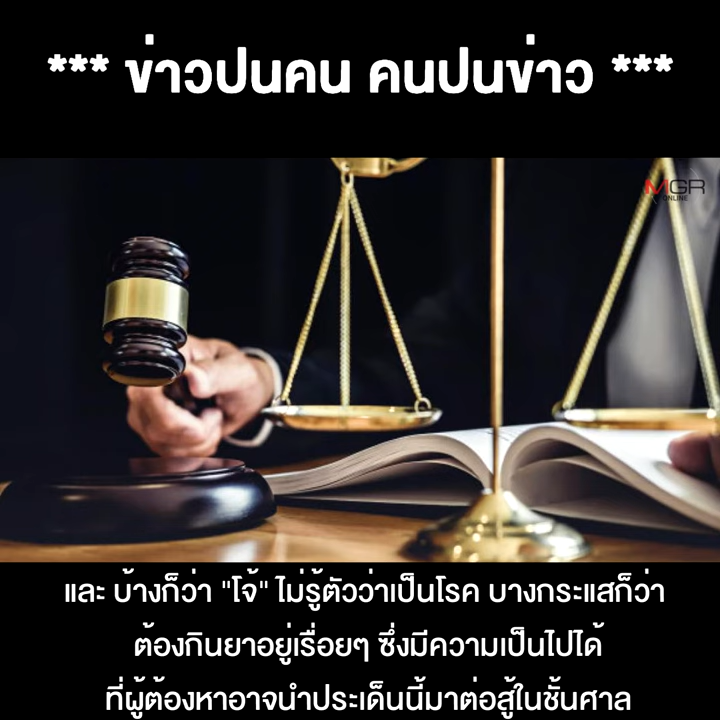 *** ข่าวปนคน คนปนข่าว ***
MGR
ONLINE
และ บ้างก็ว่า "โจ้" ไม่รู้ตัวว่าเป็นโรค บางกระแสก็ว่า
ต้องกินยาอยู่เรื่อยๆ ซึ่งมีความเป็นไปได้
ที่ผู้ต้องหาอาจนำประเด็นนี้มาต่อสู้ในชั้นศาล